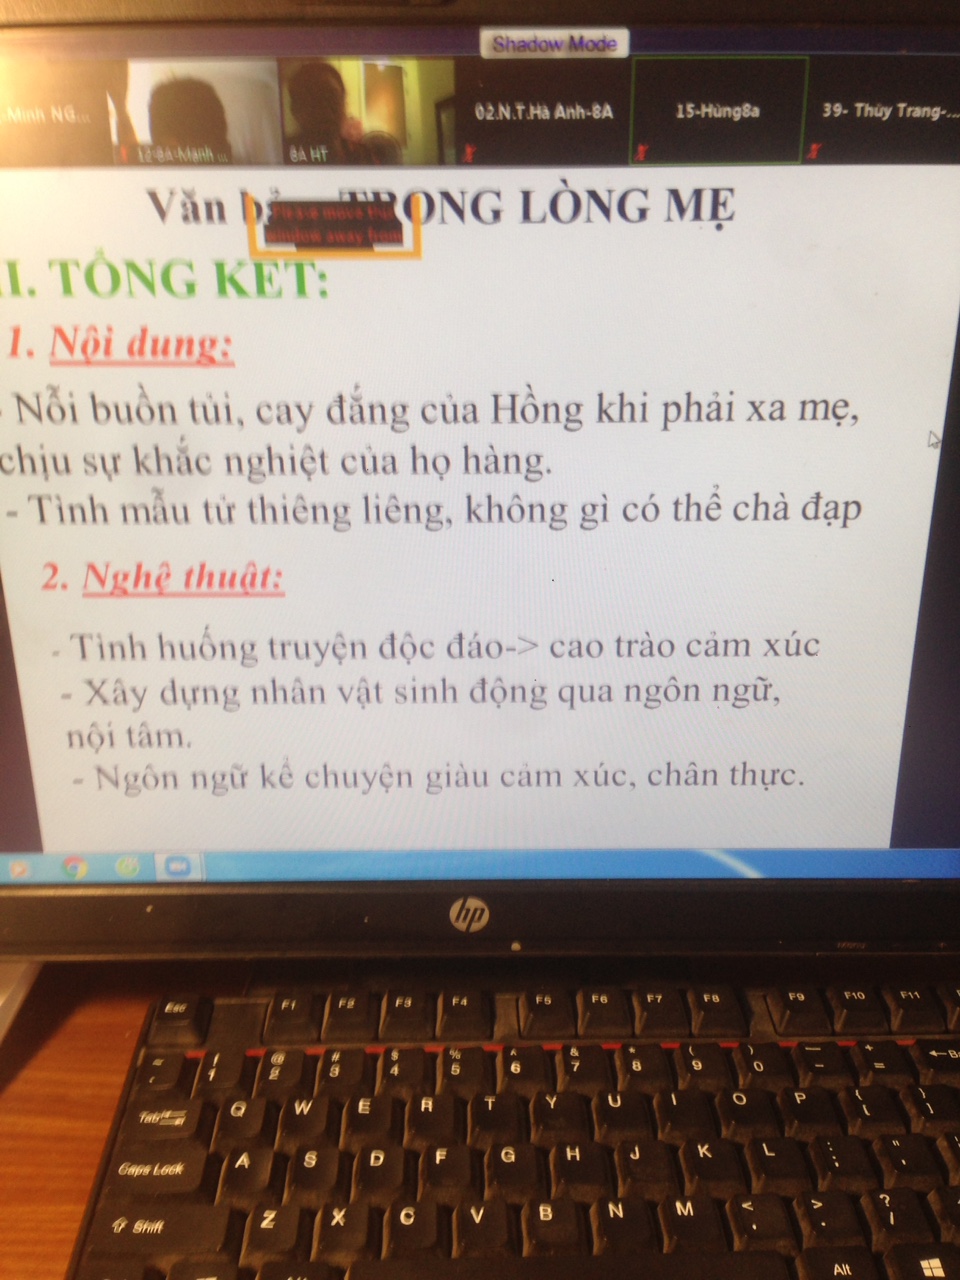 Shadow Mode
-Minh NG...
12-8A-Mạnh ...
8A HT
02.N.T.Hà Anh-8A
15-Hùng8a
39- Thùy Trang-...
Văn TRONG LÒNG MẸ
Please move this
window away from
II. TỔNG KẾT:
1. Nội dung:
- Nỗi buồn tủi, cay đắng của Hồng khi phải xa mẹ,
chịu sự khắc nghiệt của họ hàng.
- Tình mẫu tử thiêng liêng, không gì có thể chà đạp
2. Nghệ thuật:
- Tình huống truyện độc đáo-> cao trào cảm xúc
- Xây dựng nhân vật sinh động qua ngôn ngữ,
nội tâm.
- Ngôn ngữ kể chuyện giàu cảm xúc, chân thực.
hp
Esc F1 F2 F3 F4 F5 F6 F7 F8 F9 F10 F11
! @ # $ % ^ & * ( ) — +
1 2 3 4 5 6 7 8 9 0 - =
Tab Q W E R T Y U I O P { [ } ]
Caps Lock A S D F G H J K L : ; " '
Shift Z X C V B N M < , > . ? /
Alt